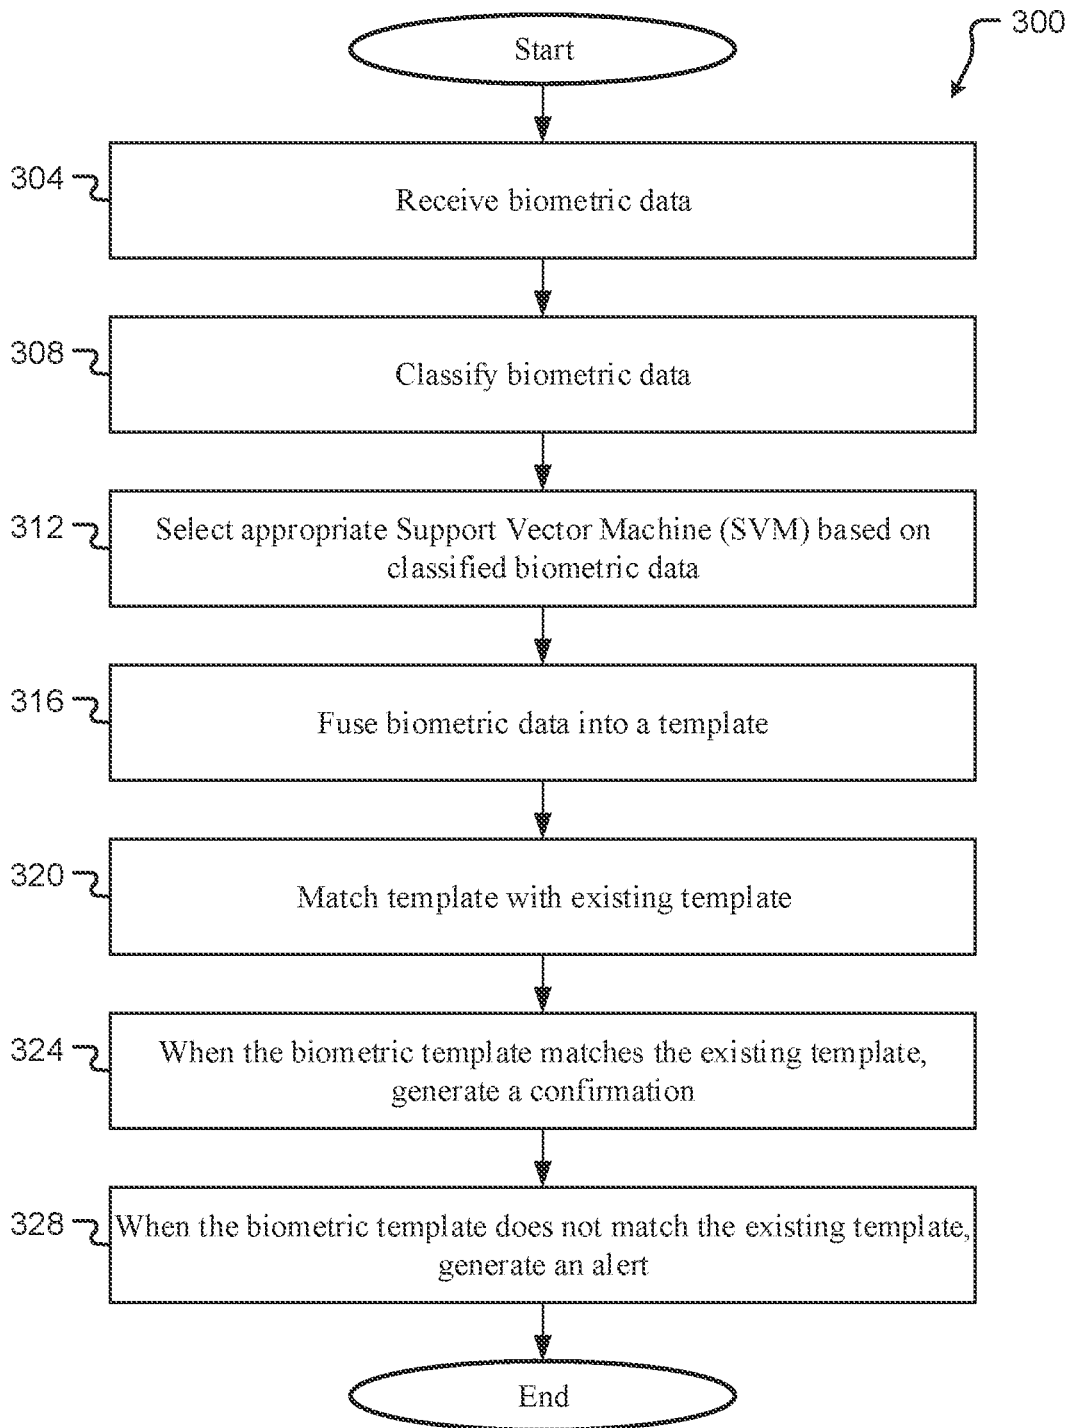 300
Start
304
Receive biometric data
308
Classify biometric data
312
Select appropriate Support Vector Machine (SVM) based on
classified biometric data
316
Fuse biometric data into a template
320
Match template with existing template
324
When the biometric template matches the existing template,
generate a confirmation
328
When the biometric template does not match the existing template,
generate an alert
End